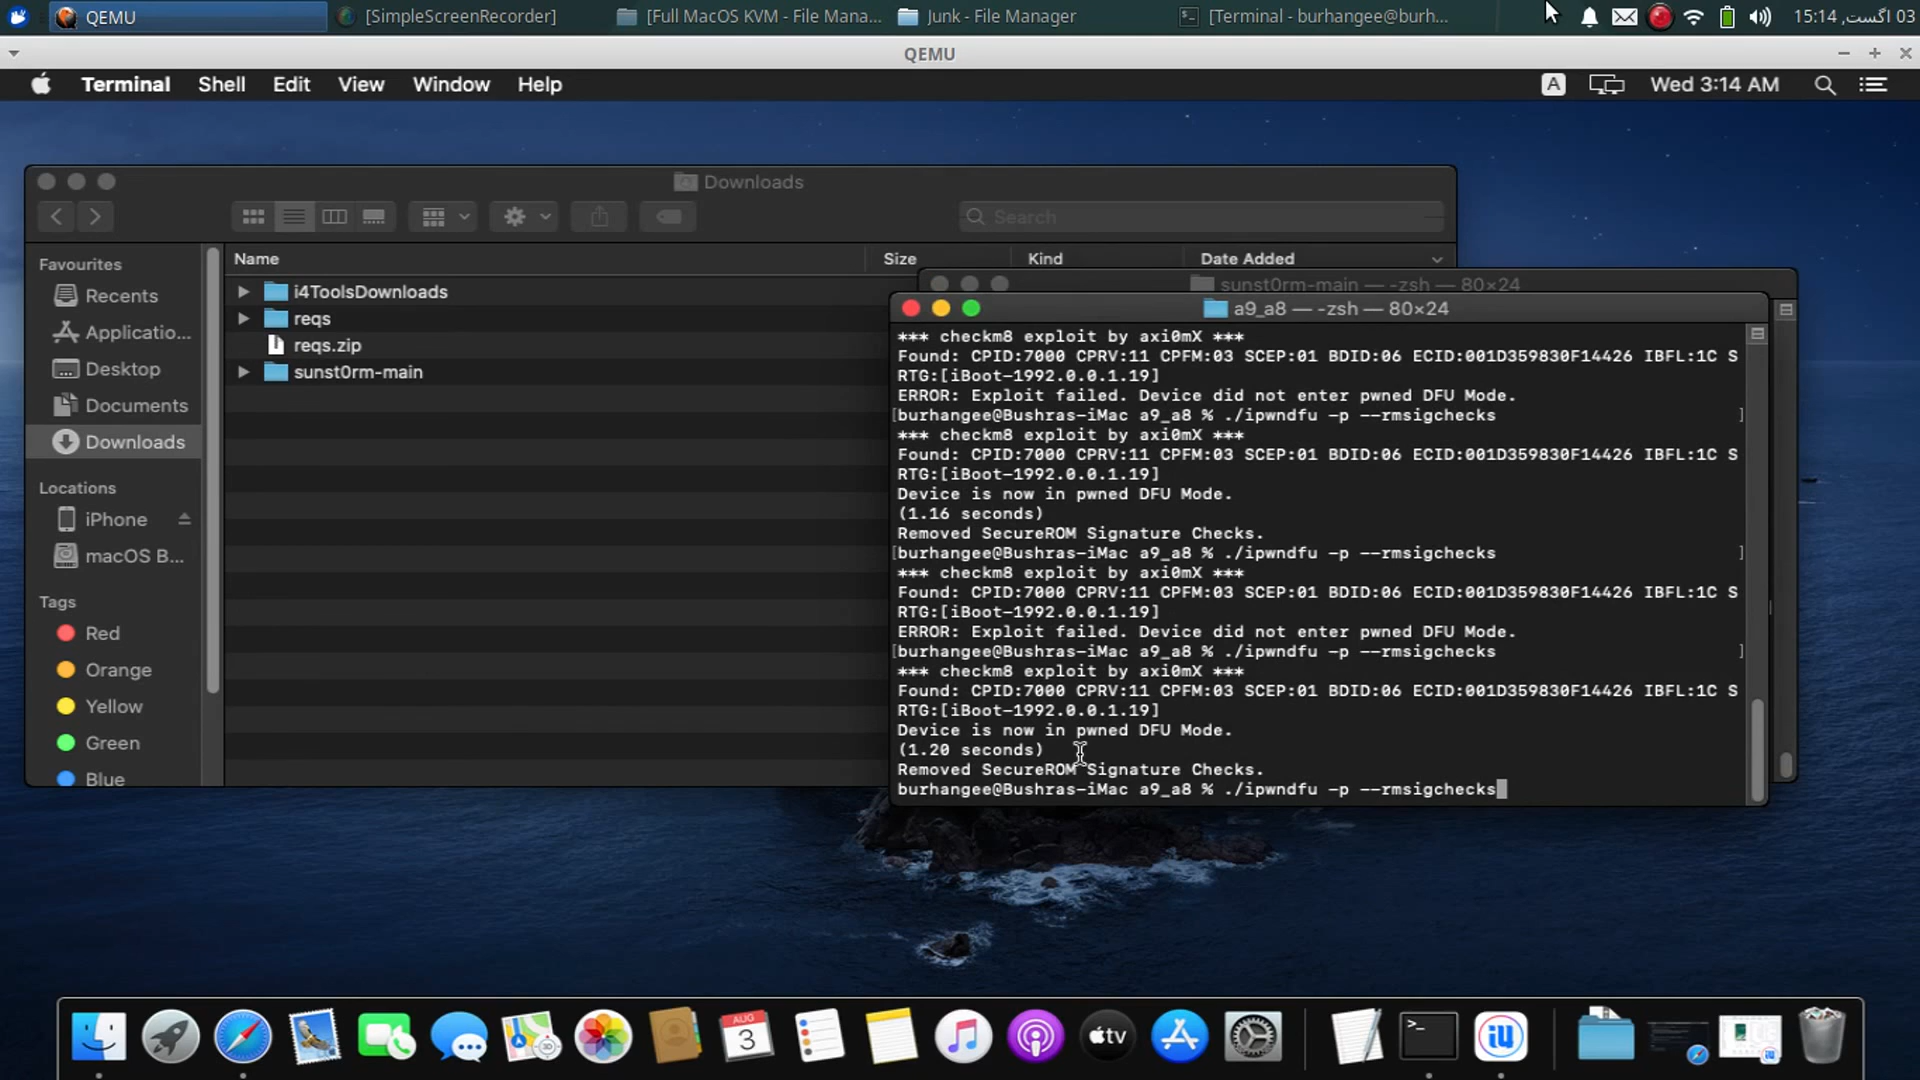 QEMU
[SimpleScreenRecorder]
[Full MacOS KVM - File Mana...
Junk - File Manager
[Terminal - burhangee@burh...
03 اگست, 15:14
QEMU
Terminal
Shell
Edit
View
Window
Help
A
Wed 3:14 AM
Downloads
Search
Favourites
Recents
Applicatio...
Desktop
Documents
Downloads
Locations
iPhone
macOS B...
Tags
Red
Orange
Yellow
Green
Blue
Name
Size
Kind
Date Added
i4ToolsDownloads
reqs
reqs.zip
sunst0rm-main
sunst0rm-main — -zsh — 80×24
a9_a8 — -zsh — 80×24
*** checkm8 exploit by axi0mX ***
Found: CPID:7000 CPRV:11 CPFM:03 SCEP:01 BDID:06 ECID:001D359830F14426 IBFL:1C S
RTG:[iBoot-1992.0.0.1.19]
ERROR: Exploit failed. Device did not enter pwned DFU Mode.
[burhangee@Bushras-iMac a9_a8 % ./ipwndfu -p --rmsigchecks ]
*** checkm8 exploit by axi0mX ***
Found: CPID:7000 CPRV:11 CPFM:03 SCEP:01 BDID:06 ECID:001D359830F14426 IBFL:1C S
RTG:[iBoot-1992.0.0.1.19]
Device is now in pwned DFU Mode.
(1.16 seconds)
Removed SecureROM Signature Checks.
[burhangee@Bushras-iMac a9_a8 % ./ipwndfu -p --rmsigchecks ]
*** checkm8 exploit by axi0mX ***
Found: CPID:7000 CPRV:11 CPFM:03 SCEP:01 BDID:06 ECID:001D359830F14426 IBFL:1C S
RTG:[iBoot-1992.0.0.1.19]
ERROR: Exploit failed. Device did not enter pwned DFU Mode.
[burhangee@Bushras-iMac a9_a8 % ./ipwndfu -p --rmsigchecks ]
*** checkm8 exploit by axi0mX ***
Found: CPID:7000 CPRV:11 CPFM:03 SCEP:01 BDID:06 ECID:001D359830F14426 IBFL:1C S
RTG:[iBoot-1992.0.0.1.19]
Device is now in pwned DFU Mode.
(1.20 seconds)
Removed SecureROM Signature Checks.
burhangee@Bushras-iMac a9_a8 % ./ipwndfu -p --rmsigchecks
AUG
3
tv